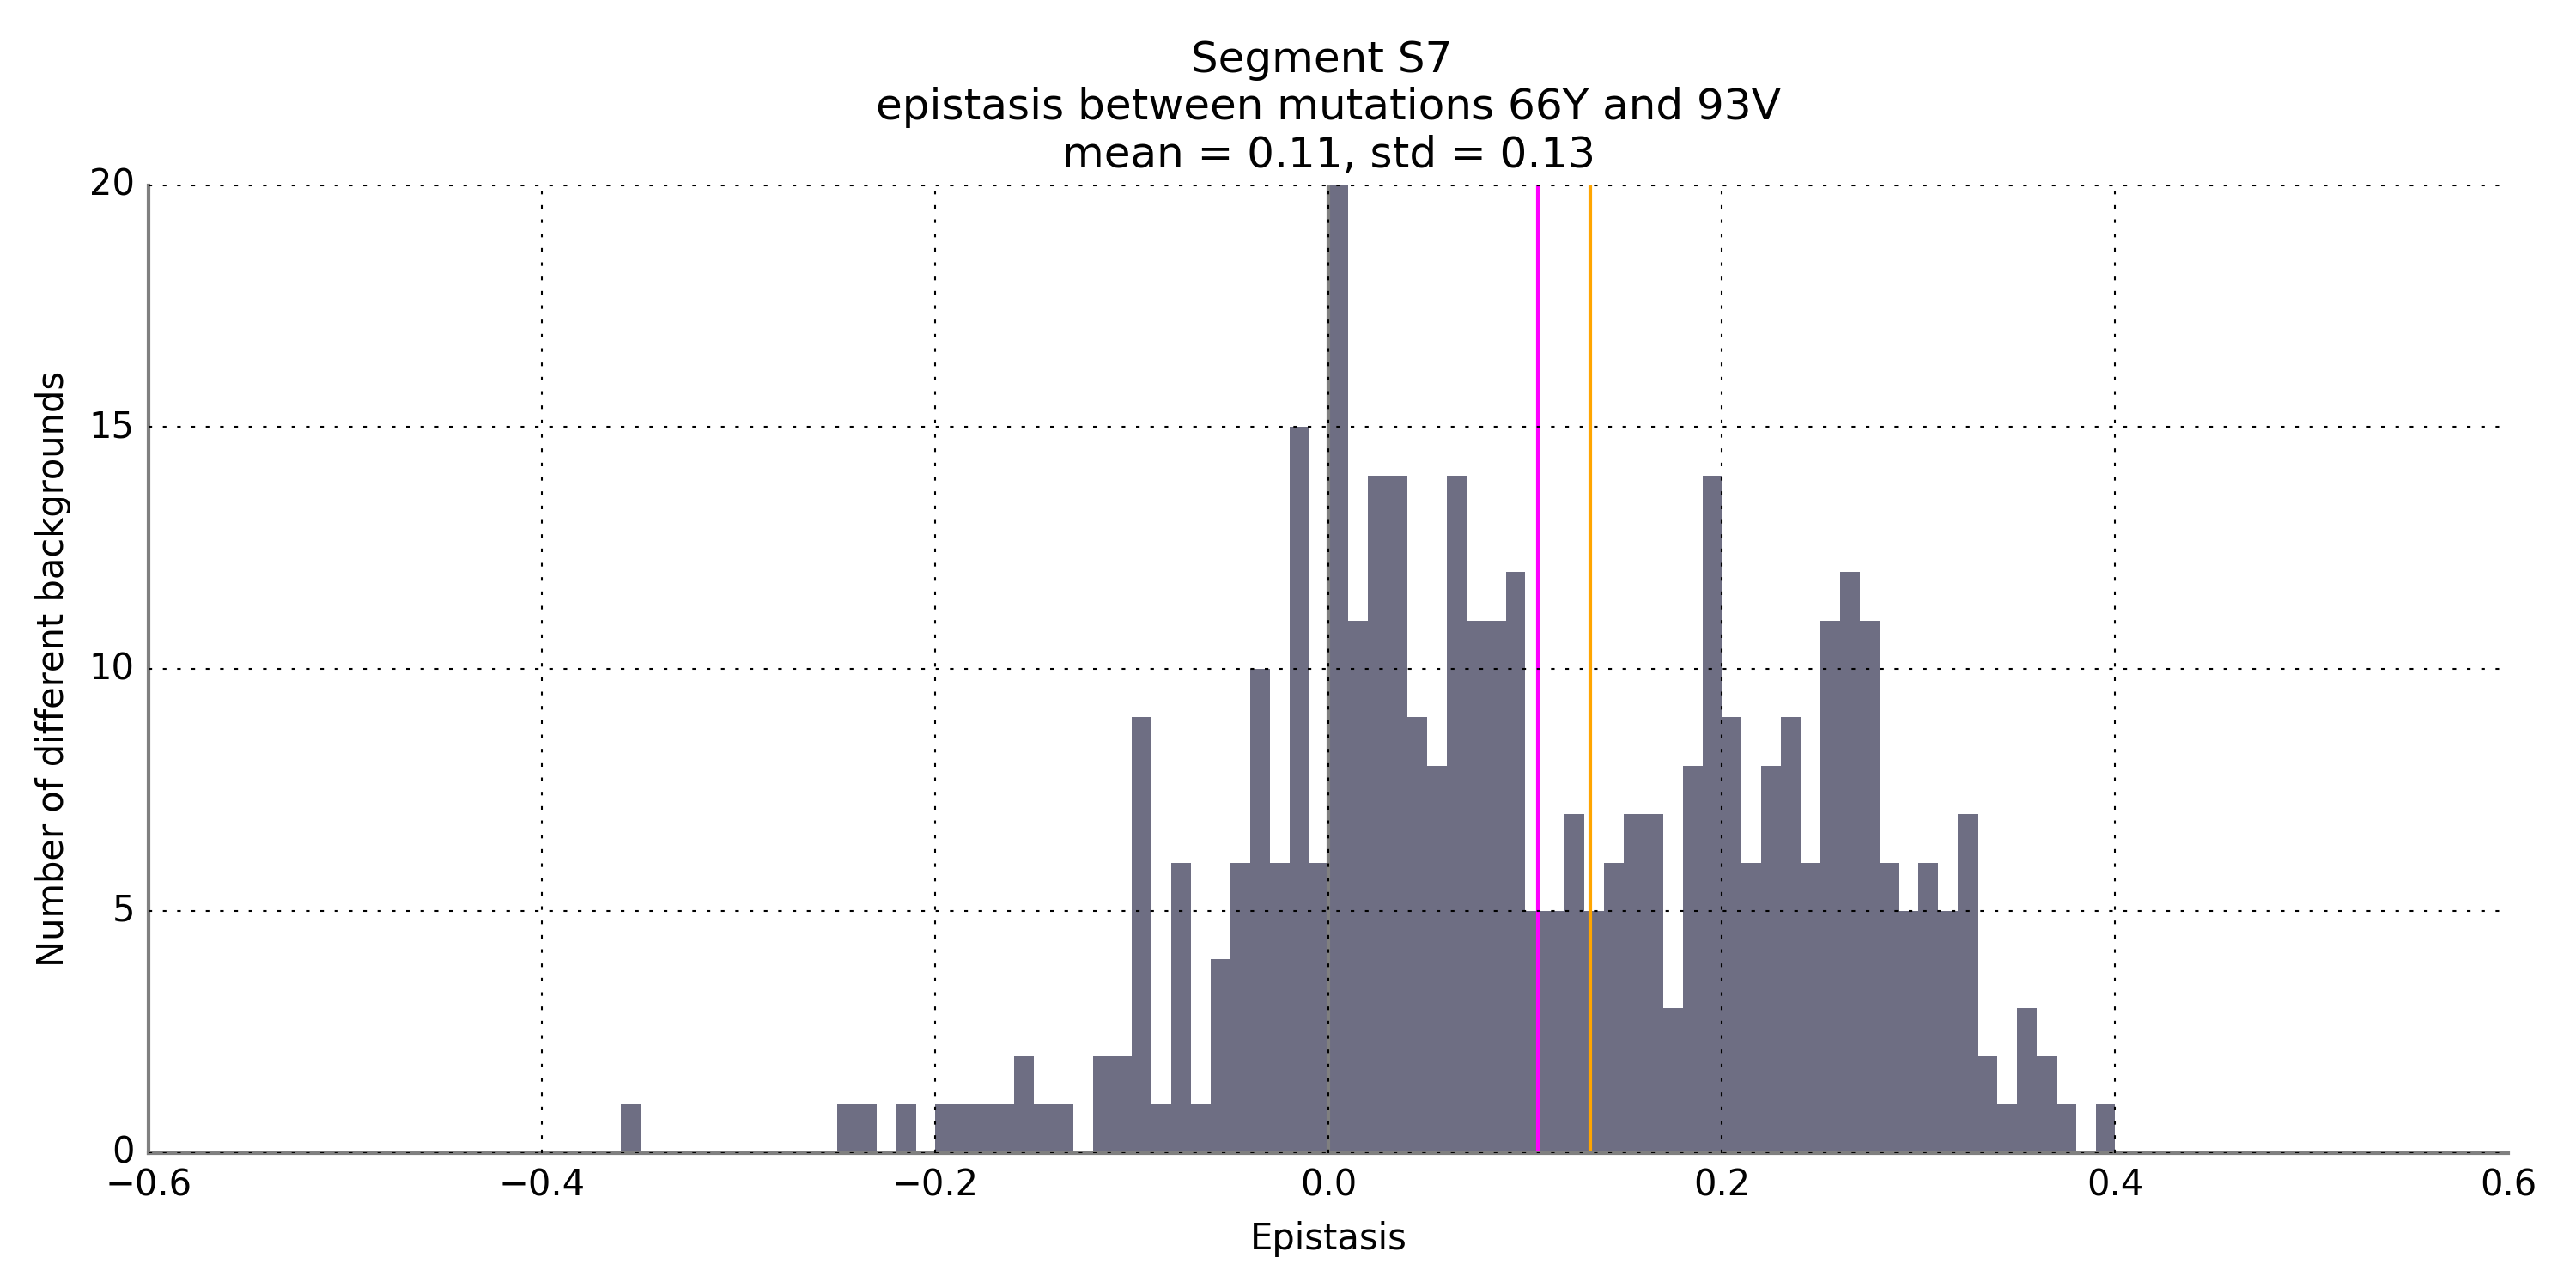 Segment S7
epistasis between mutations 66Y and 93V
mean = 0.11, std = 0.13
20
15
10
5
0
Number of different backgrounds
−0.6 −0.4 −0.2 0.0 0.2 0.4 0.6
Epistasis